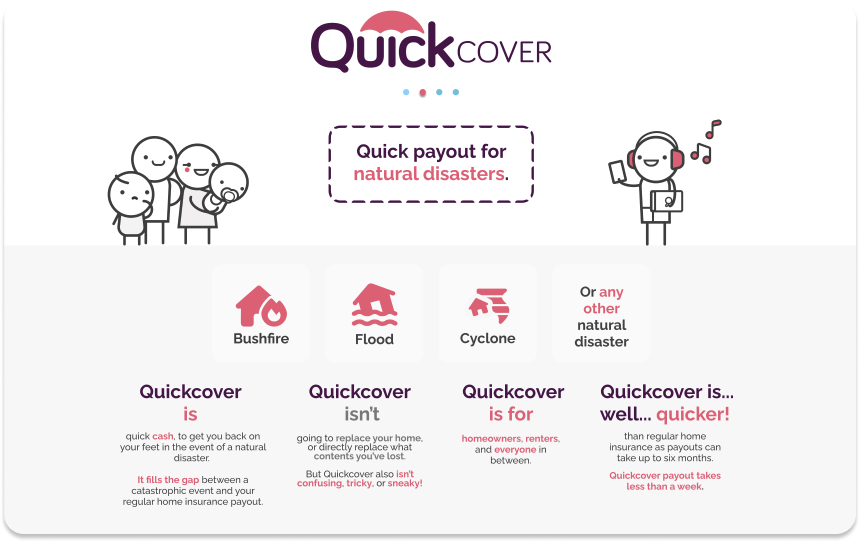 Quickcover
Quick payout for
natural disasters.
Bushfire
Flood
Cyclone
Or any
other
natural
disaster
Quickcover
is
quick cash, to get you back on
your feet in the event of a natural
disaster.
It fills the gap between a
catastrophic event and your
regular home insurance payout.
Quickcover
isn't
going to replace your home,
or directly replace what
contents you've lost.
But Quickcover also isn't
confusing, tricky, or sneaky!
Quickcover
is for
homeowners, renters,
and everyone in
between.
Quickcover is...
well... quicker!
than regular home
insurance as payouts can
take up to six months.
Quickcover payout takes
less than a week.